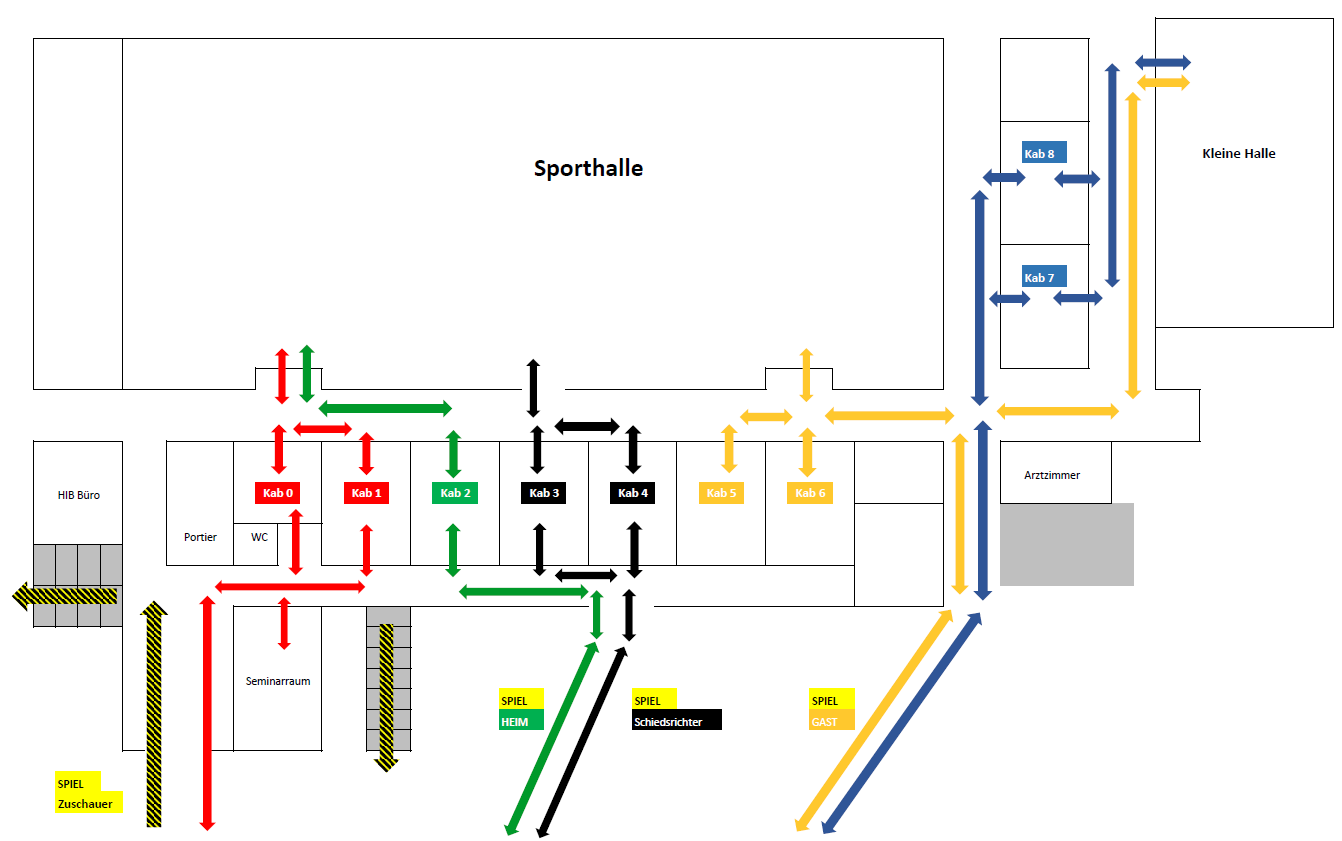 Sporthalle
Kleine Halle
Kab 8
Kab 7
HIB Büro
Portier
WC
Kab 0
Kab 1
Kab 2
Kab 3
Kab 4
Kab 5
Kab 6
Arztzimmer
Seminarraum
SPIEL
HEIM
SPIEL
Schiedsrichter
SPIEL
GAST
SPIEL
Zuschauer